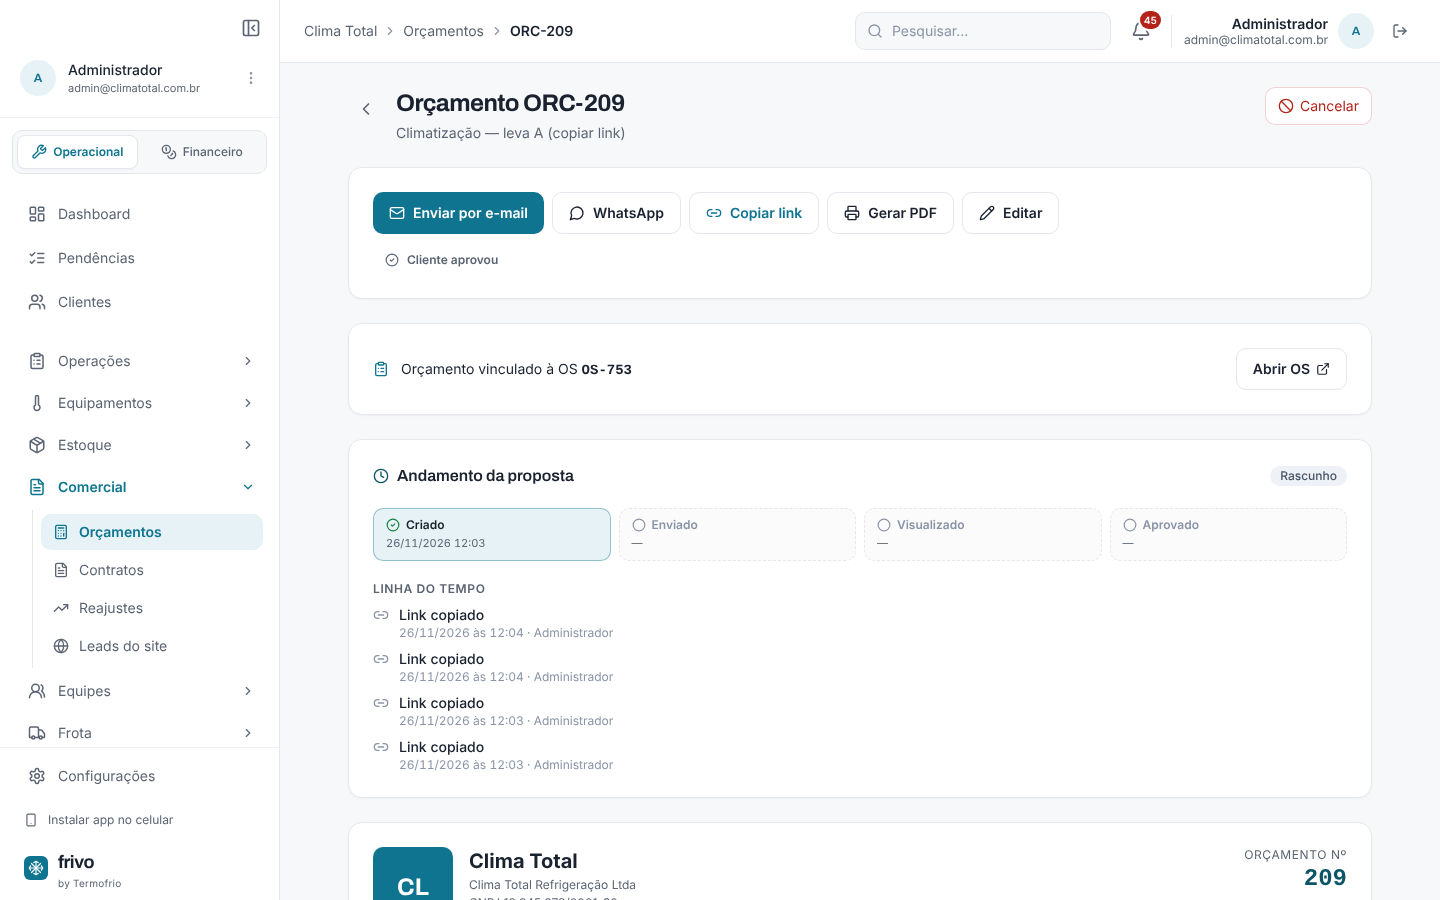 Clima Total > Orçamentos > ORC-209
Pesquisar...
45
Administrador
admin@climatotal.com.br
A
A
Administrador
admin@climatotal.com.br
Operacional
Financeiro
Dashboard
Pendências
Clientes
Operações
Equipamentos
Estoque
Comercial
Orçamentos
Contratos
Reajustes
Leads do site
Equipes
Frota
Configurações
Instalar app no celular
frivo
by Termofrio
Orçamento ORC-209
Climatização — leva A (copiar link)
Cancelar
Enviar por e-mail
WhatsApp
Copiar link
Gerar PDF
Editar
Cliente aprovou
Orçamento vinculado à OS OS-753
Abrir OS
Andamento da proposta
Rascunho
Criado
26/11/2026 12:03
Enviado
—
Visualizado
—
Aprovado
—
LINHA DO TEMPO
Link copiado
26/11/2026 às 12:04 · Administrador
Link copiado
26/11/2026 às 12:04 · Administrador
Link copiado
26/11/2026 às 12:03 · Administrador
Link copiado
26/11/2026 às 12:03 · Administrador
CL
Clima Total
Clima Total Refrigeração Ltda
ORÇAMENTO Nº
209